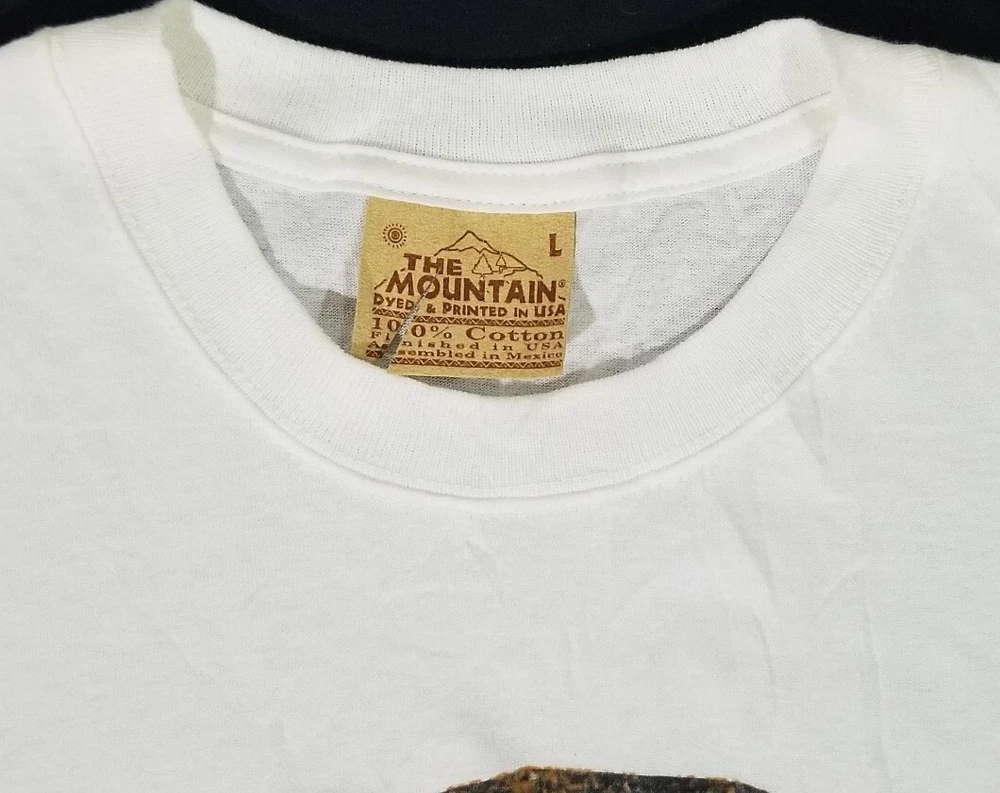 L
THE
MOUNTAIN®
DYED & PRINTED IN USA
100% Cotton
Finished in USA
Assembled in Mexico